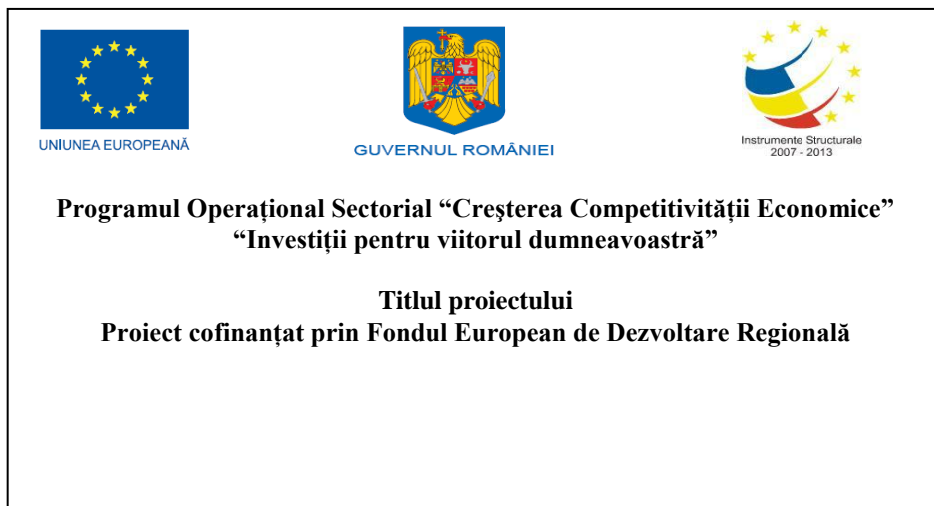 UNIUNEA EUROPEANĂ
GUVERNUL ROMÂNIEI
Instrumente Structurale
2007 - 2013
Programul Operațional Sectorial “Creşterea Competitivității Economice”
“Investiții pentru viitorul dumneavoastră”
Titlul proiectului
Proiect cofinanțat prin Fondul European de Dezvoltare Regională